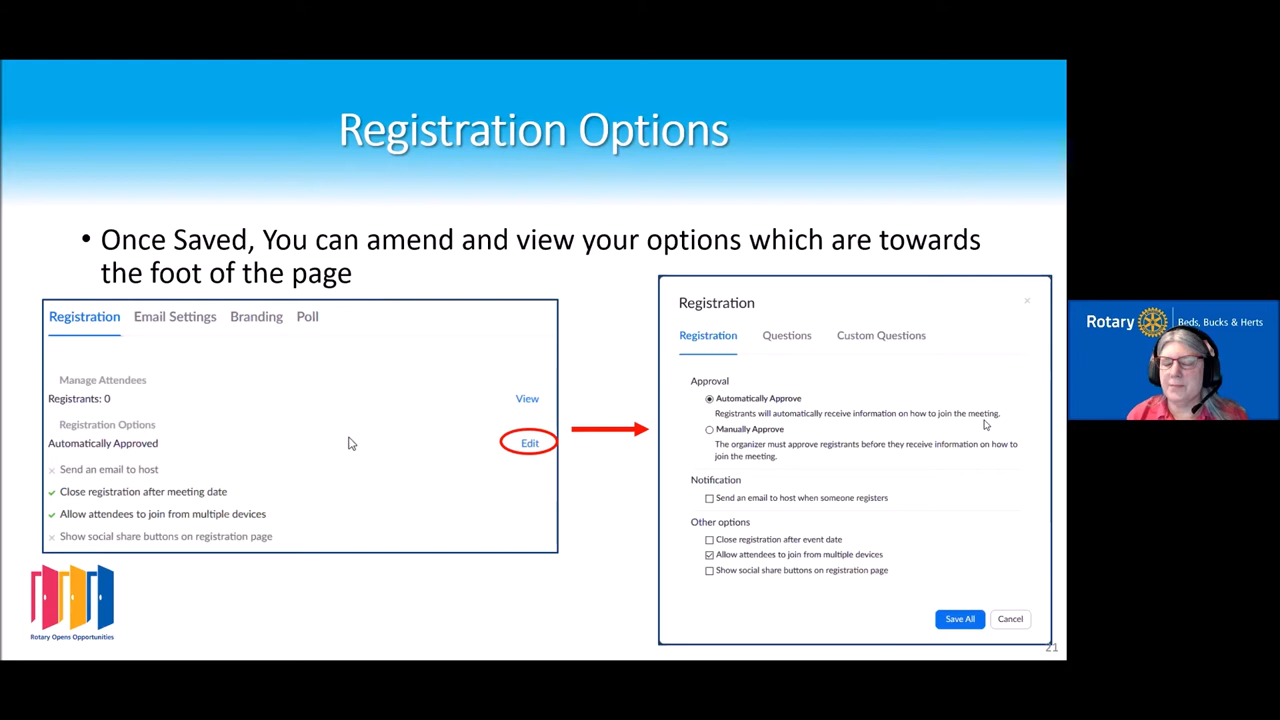 Registration Options
• Once Saved, You can amend and view your options which are towards
the foot of the page
Registration Email Settings Branding Poll
Manage Attendees
Registrants: 0 View
Registration Options
Automatically Approved Edit
Send an email to host
Close registration after meeting date
Allow attendees to join from multiple devices
Show social share buttons on registration page
Rotary Opens Opportunities
Registration
Registration Questions Custom Questions
Approval
Automatically Approve
Registrants will automatically receive information on how to join the meeting.
Manually Approve
The organizer must approve registrants before they receive information on how to
join the meeting.
Notification
Send an email to host when someone registers
Other options
Close registration after event date
Allow attendees to join from multiple devices
Show social share buttons on registration page
Save All Cancel
21
Rotary Beds, Bucks & Herts